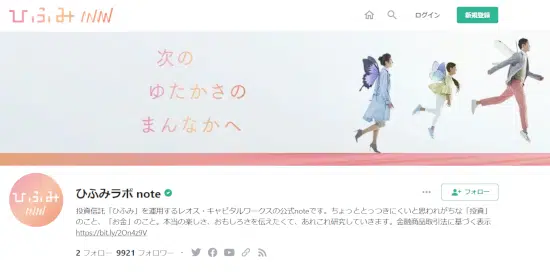 ひふみ
ログイン
新規登録
次の
ゆたかさの
まんなかへ
ひふみ
ひふみラボ note
フォロー
投資信託「ひふみ」を運用するレオス・キャピタルワークスの公式noteです。ちょっととっつきにくいと思われがちな「投資」
のこと、「お金」のこと。本当の楽しさ、おもしろさを伝えたくて、あれこれ研究していきます。金融商品取引法に基づく表示
https://bit.ly/2On4z9V
2 フォロー 9921 フォロワー